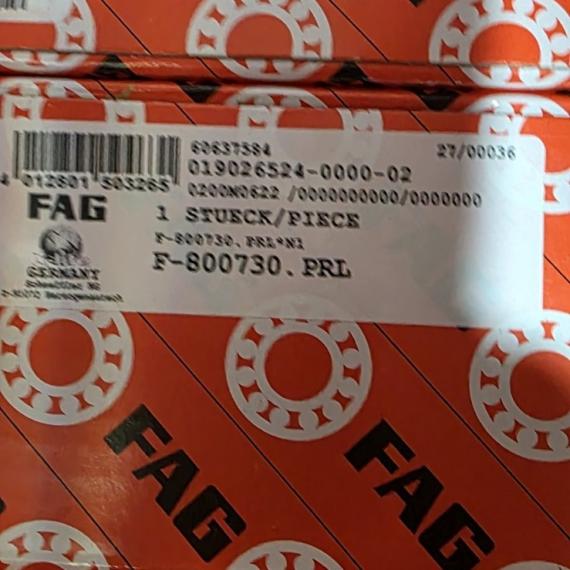 60637584
27/00036
019026524-0000-02
4 012801 503265
0200M0622 /0000000000/0000000
FAG
1 STUECK/PIECE
F-800730.PRL*N1
F-800730.PRL
GERMANY
FAG
FAG